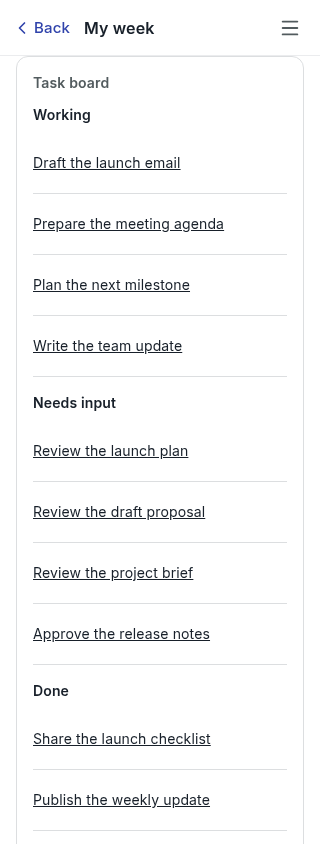 Back My week
Task board
Working
Draft the launch email
Prepare the meeting agenda
Plan the next milestone
Write the team update
Needs input
Review the launch plan
Review the draft proposal
Review the project brief
Approve the release notes
Done
Share the launch checklist
Publish the weekly update